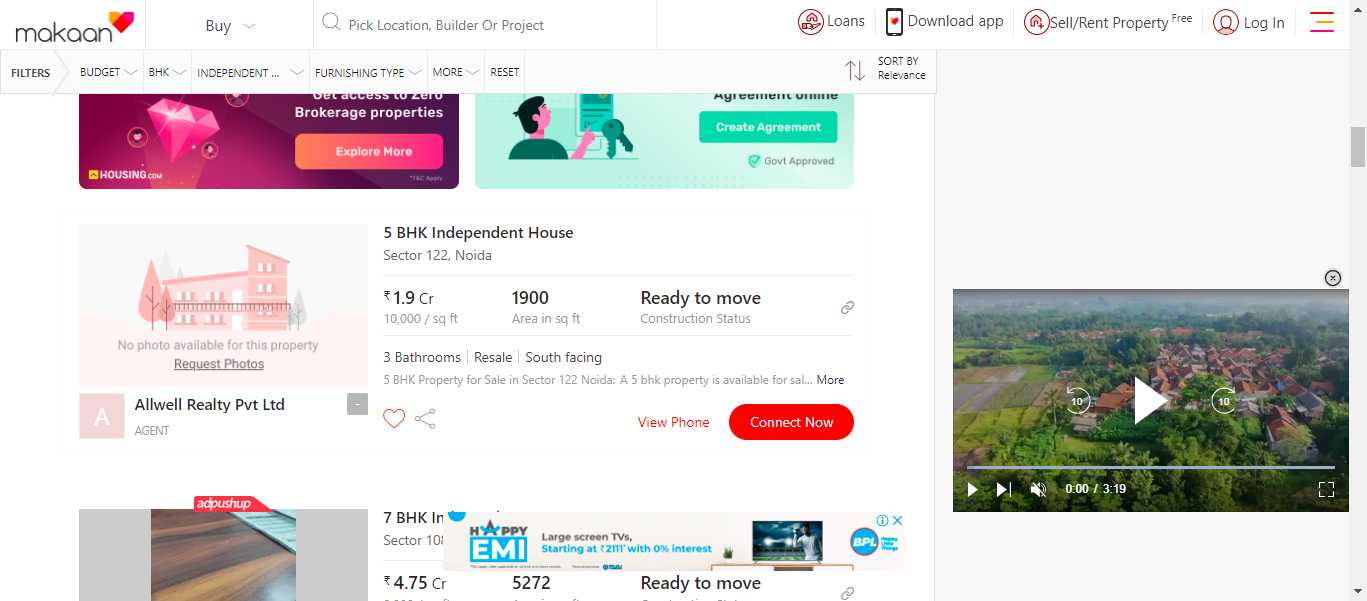 makaan
Buy
Pick Location, Builder Or Project
Loans
Download app
Sell/Rent Property Free
Log In
FILTERS
BUDGET
BHK
INDEPENDENT ...
FURNISHING TYPE
MORE
RESET
SORT BY
Relevance
Get access to Zero
Brokerage properties
Explore More
HOUSING.COM
*T&C Apply
Agreement online
Create Agreement
Govt Approved
No photo available for this property
Request Photos
A
Allwell Realty Pvt Ltd
AGENT
-
5 BHK Independent House
Sector 122, Noida
₹ 1.9 Cr
10,000 / sq ft
1900
Area in sq ft
Ready to move
Construction Status
3 Bathrooms
Resale
South facing
5 BHK Property for Sale in Sector 122 Noida: A 5 bhk property is available for sal... More
View Phone
Connect Now
10
10
0:00 / 3:19
adpushup
7 BHK In
Sector 108
HAPPY
EMI
Large screen TVs,
Starting at ₹2111* with 0% interest
BPL
Happy
Little
Things
₹ 4.75 Cr
5272
Ready to move